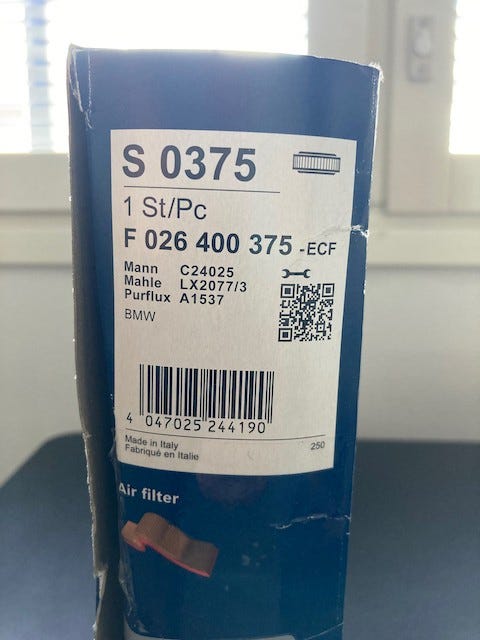 S 0375
1 St/Pc
F 026 400 375 -ECF
Mann C24025
Mahle LX2077/3
Purflux A1537
BMW
4 047025 244190
Made in Italy
Fabriqué en Italie
250
Air filter